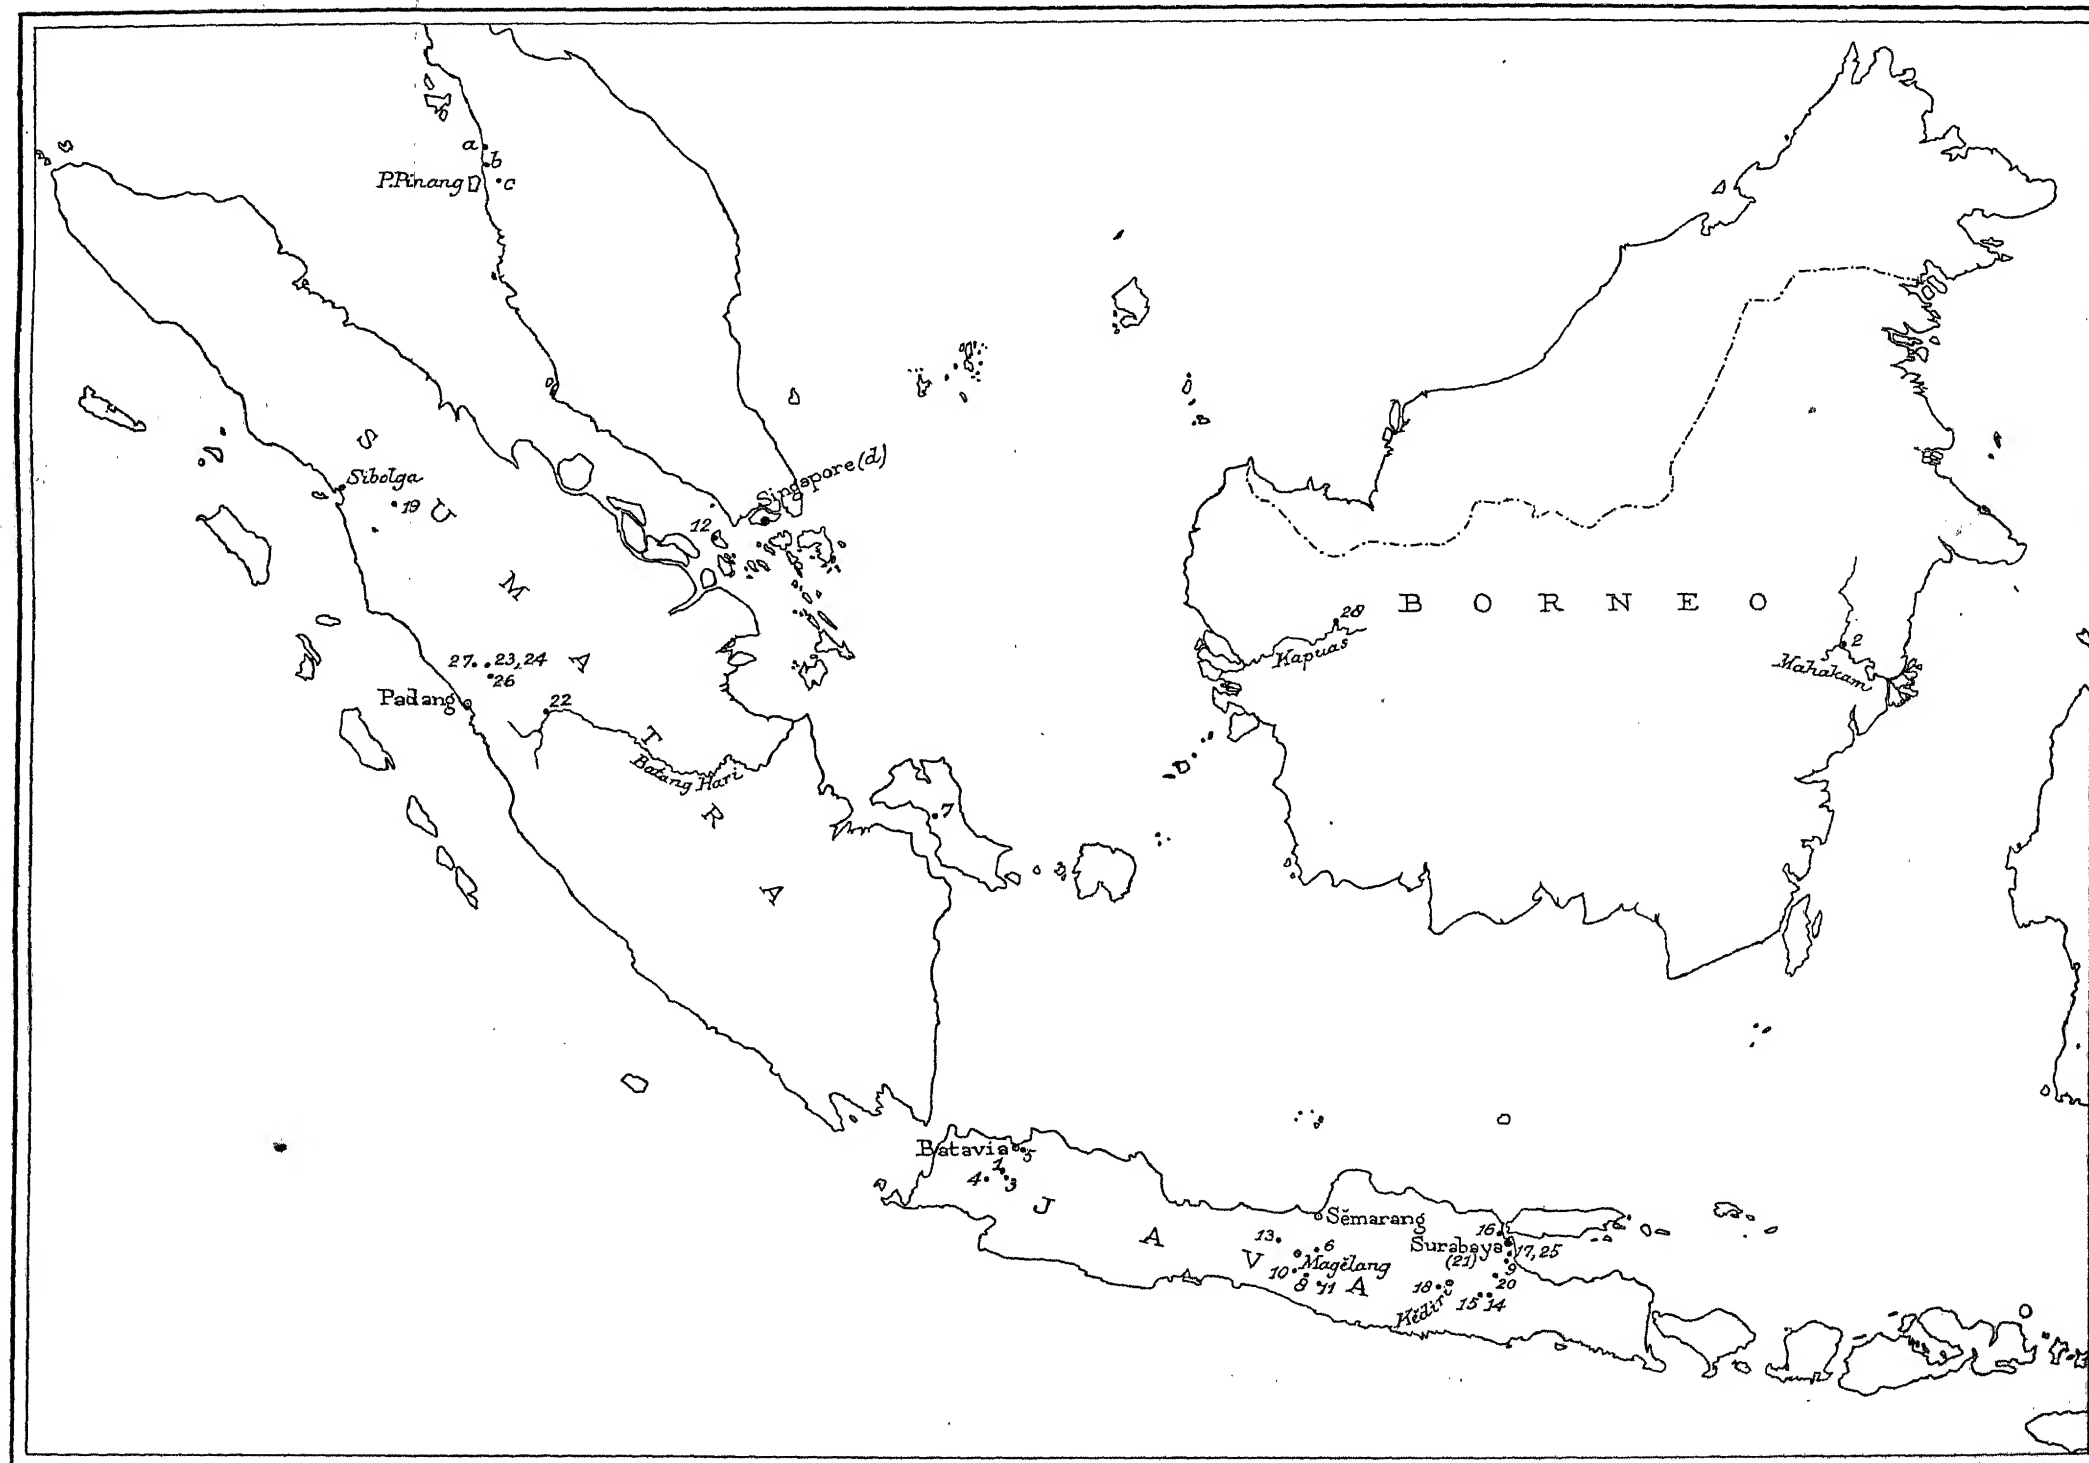 a
b
P.Pinang
c
S
Sibolga
19
U
Singapore (d)
12
M
A
27
23, 24
26
Padang
22
T
Batang Hari
R
A
7
B O R N E O
28
Kapuas
2
Mahakam
Batavia
5
1
4
3
J
A
V
A
Sĕmarang
13
6
Magĕlang
10
8
11
16
Surabaya
(21)
17, 25
9
20
18
Kĕdiri
15
14